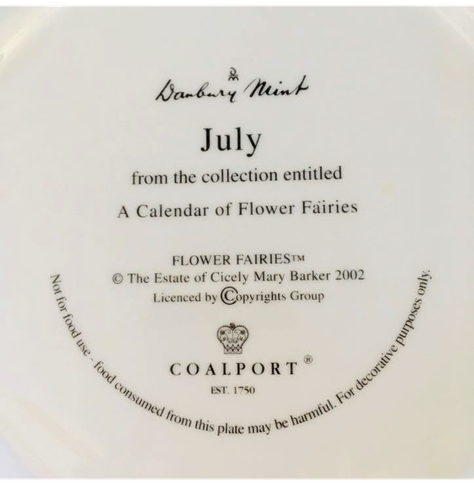 Danbury Mint
July
from the collection entitled
A Calendar of Flower Fairies
FLOWER FAIRIES™
© The Estate of Cicely Mary Barker 2002
Licenced by Copyrights Group
COALPORT®
EST. 1750
Not for food use - food consumed from this plate may be harmful. For decorative purposes only.